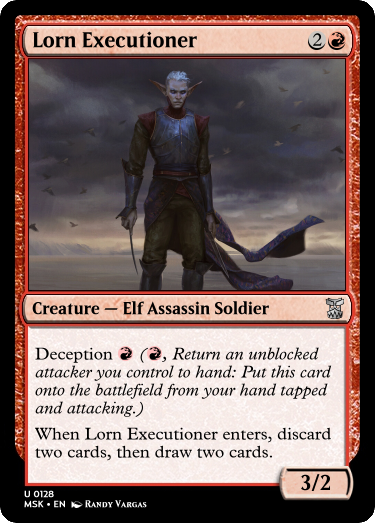 Lorn Executioner 2
Creature — Elf Assassin Soldier
Deception (, Return an unblocked
attacker you control to hand: Put this card
onto the battlefield from your hand tapped
and attacking.)
When Lorn Executioner enters, discard
two cards, then draw two cards.
3/2
U 0128
MSK • EN Randy Vargas